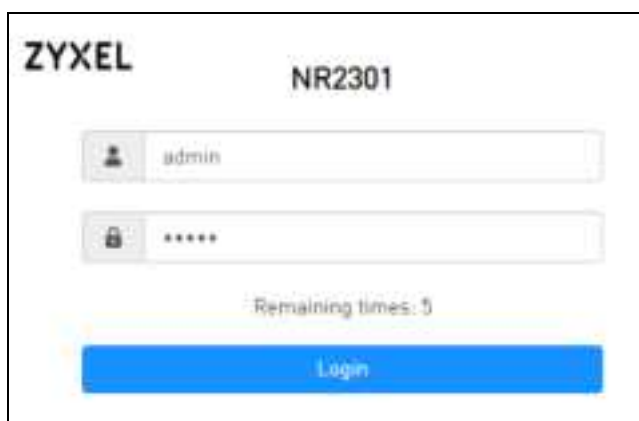 ZYXEL
NR2301
admin
•••••
Remaining times: 5
Login